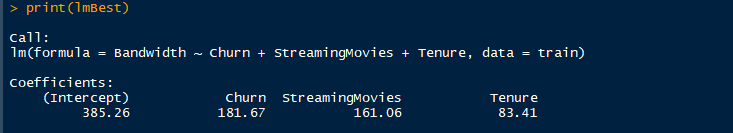 > print(lmBest)
Call:
lm(formula = Bandwidth ~ Churn + StreamingMovies + Tenure, data = train)
Coefficients:
(Intercept) Churn StreamingMovies Tenure
385.26 181.67 161.06 83.41